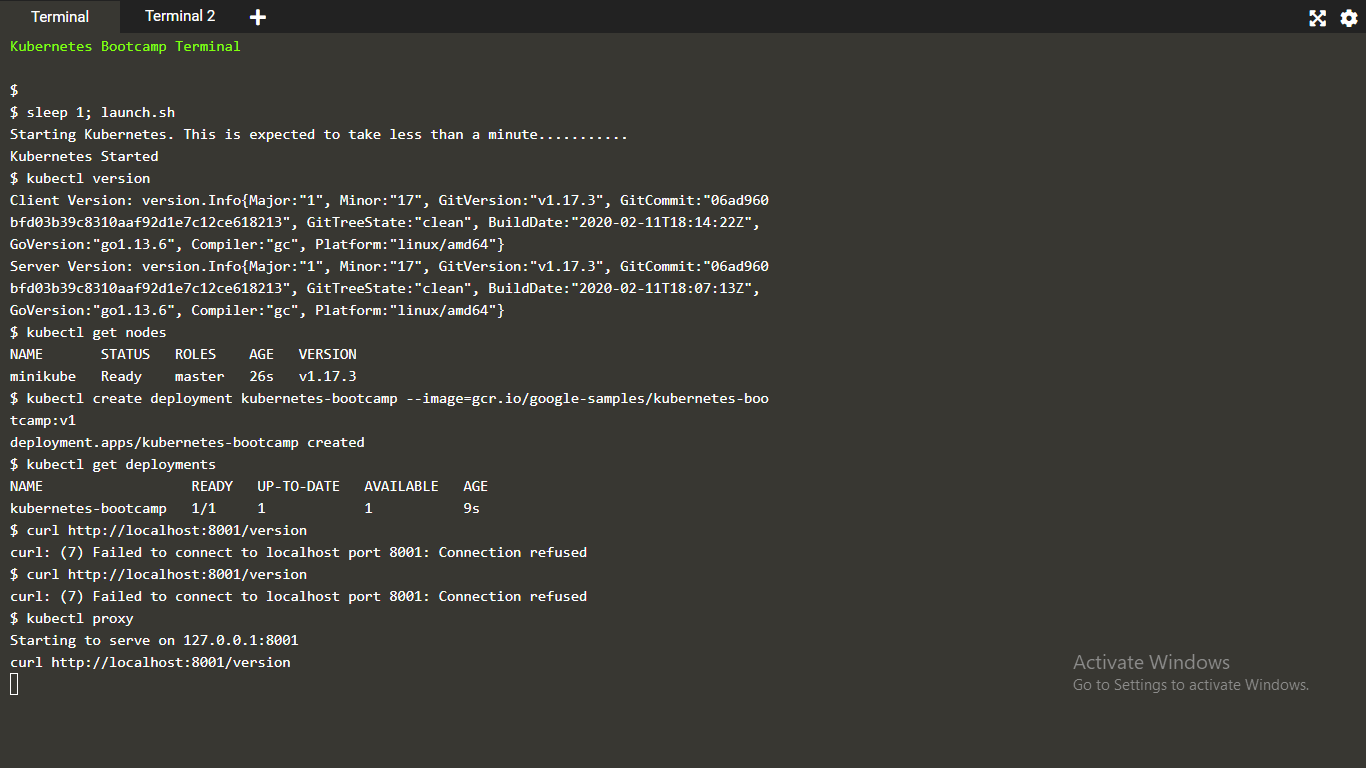 Terminal
Terminal 2
Kubernetes Bootcamp Terminal
$
$ sleep 1; launch.sh
Starting Kubernetes. This is expected to take less than a minute...........
Kubernetes Started
$ kubectl version
Client Version: version.Info{Major:"1", Minor:"17", GitVersion:"v1.17.3", GitCommit:"06ad960
bfd03b39c8310aaf92d1e7c12ce618213", GitTreeState:"clean", BuildDate:"2020-02-11T18:14:22Z",
GoVersion:"go1.13.6", Compiler:"gc", Platform:"linux/amd64"}
Server Version: version.Info{Major:"1", Minor:"17", GitVersion:"v1.17.3", GitCommit:"06ad960
bfd03b39c8310aaf92d1e7c12ce618213", GitTreeState:"clean", BuildDate:"2020-02-11T18:07:13Z",
GoVersion:"go1.13.6", Compiler:"gc", Platform:"linux/amd64"}
$ kubectl get nodes
NAME       STATUS   ROLES    AGE   VERSION
minikube   Ready    master   26s   v1.17.3
$ kubectl create deployment kubernetes-bootcamp --image=gcr.io/google-samples/kubernetes-boo
tcamp:v1
deployment.apps/kubernetes-bootcamp created
$ kubectl get deployments
NAME                  READY   UP-TO-DATE   AVAILABLE   AGE
kubernetes-bootcamp   1/1     1            1           9s
$ curl http://localhost:8001/version
curl: (7) Failed to connect to localhost port 8001: Connection refused
$ curl http://localhost:8001/version
curl: (7) Failed to connect to localhost port 8001: Connection refused
$ kubectl proxy
Starting to serve on 127.0.0.1:8001
curl http://localhost:8001/version
Activate Windows
Go to Settings to activate Windows.